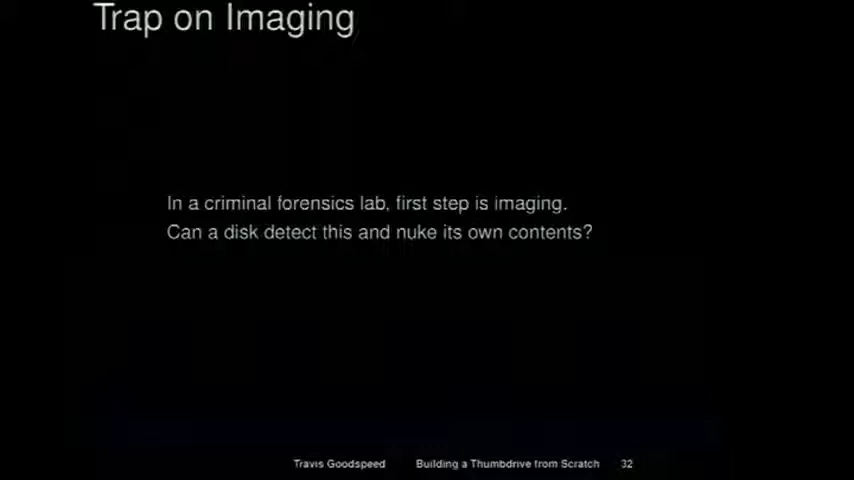 Trap on Imaging
In a criminal forensics lab, first step is imaging.
Can a disk detect this and nuke its own contents?
Travis Goodspeed Building a Thumbdrive from Scratch 32